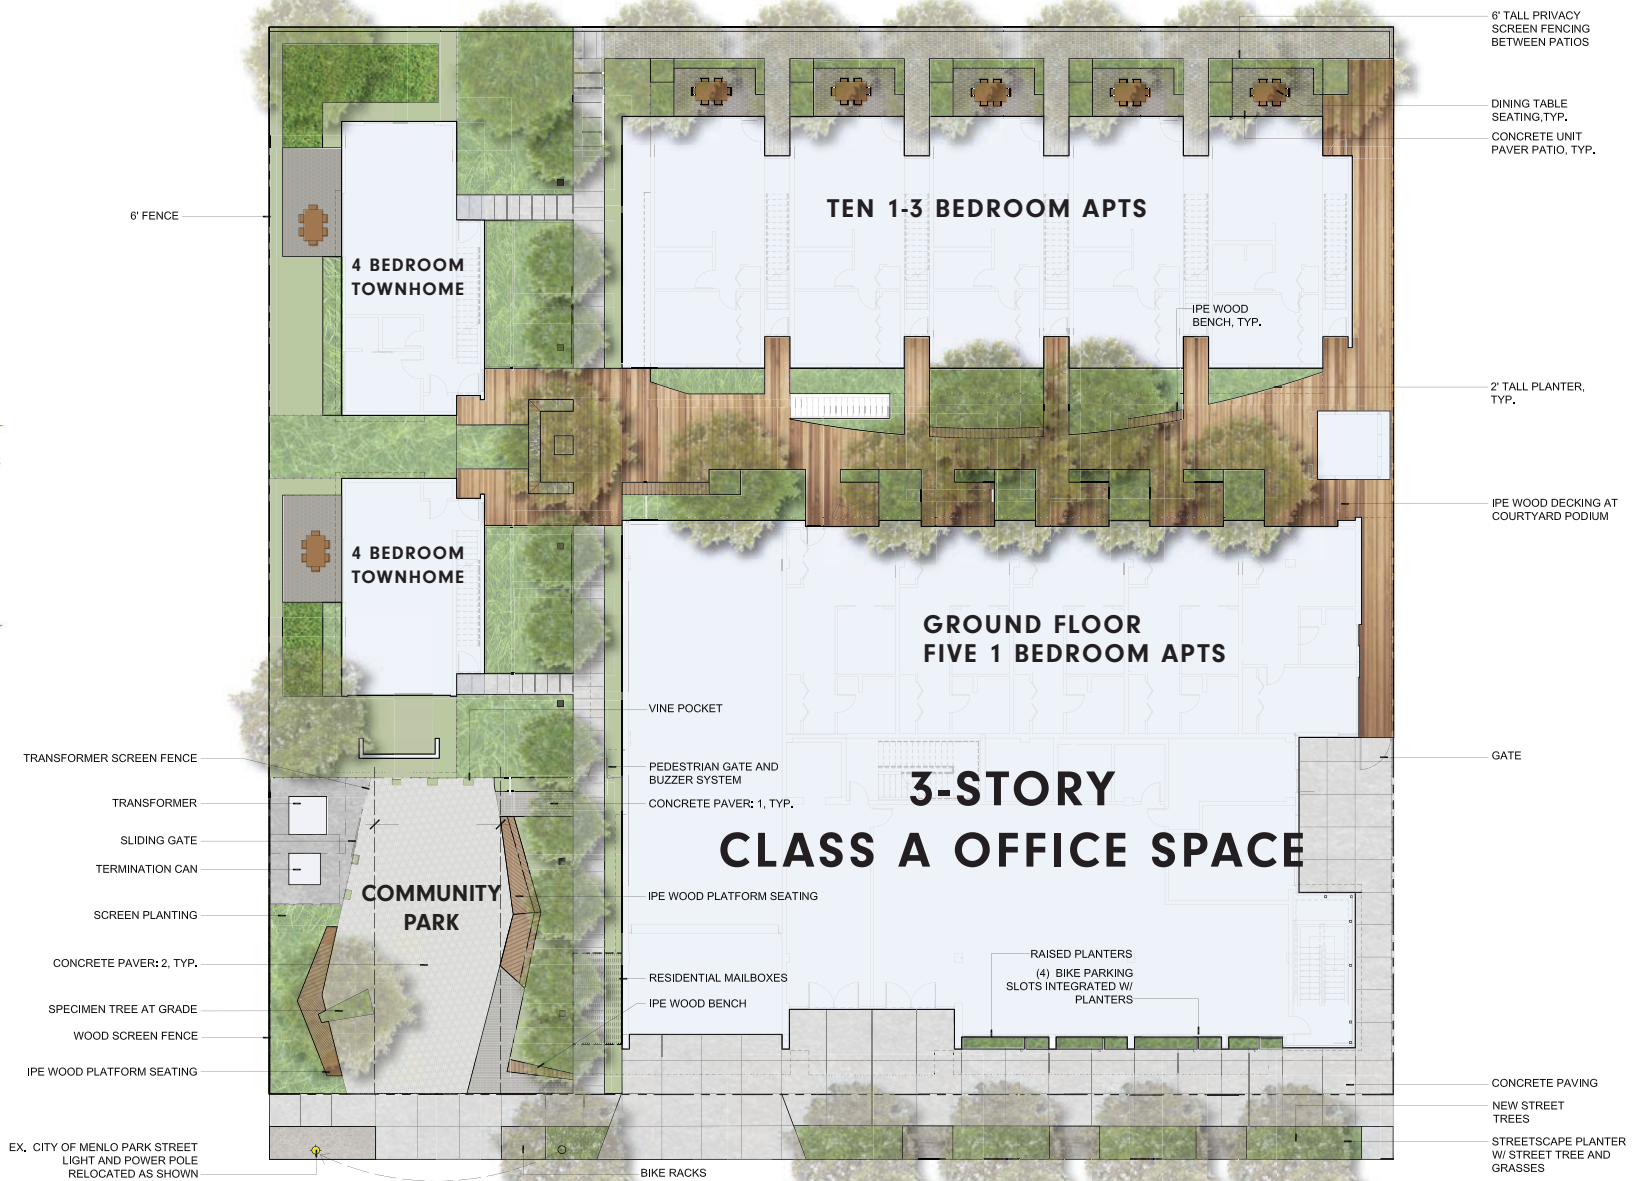 6' TALL PRIVACY
SCREEN FENCING
BETWEEN PATIOS
DINING TABLE
SEATING,TYP.
CONCRETE UNIT
PAVER PATIO, TYP.
6' FENCE
TEN 1-3 BEDROOM APTS
4 BEDROOM
TOWNHOME
IPE WOOD
BENCH, TYP.
2' TALL PLANTER,
TYP.
IPE WOOD DECKING AT
COURTYARD PODIUM
4 BEDROOM
TOWNHOME
GROUND FLOOR
FIVE 1 BEDROOM APTS
VINE POCKET
TRANSFORMER SCREEN FENCE
PEDESTRIAN GATE AND
BUZZER SYSTEM
GATE
TRANSFORMER
CONCRETE PAVER: 1, TYP.
3-STORY
CLASS A OFFICE SPACE
SLIDING GATE
TERMINATION CAN
COMMUNITY
PARK
IPE WOOD PLATFORM SEATING
SCREEN PLANTING
CONCRETE PAVER: 2, TYP.
RAISED PLANTERS
(4) BIKE PARKING
SLOTS INTEGRATED W/
PLANTERS
RESIDENTIAL MAILBOXES
IPE WOOD BENCH
SPECIMEN TREE AT GRADE
WOOD SCREEN FENCE
IPE WOOD PLATFORM SEATING
CONCRETE PAVING
NEW STREET
TREES
STREETSCAPE PLANTER
W/ STREET TREE AND
GRASSES
EX. CITY OF MENLO PARK STREET
LIGHT AND POWER POLE
RELOCATED AS SHOWN
BIKE RACKS